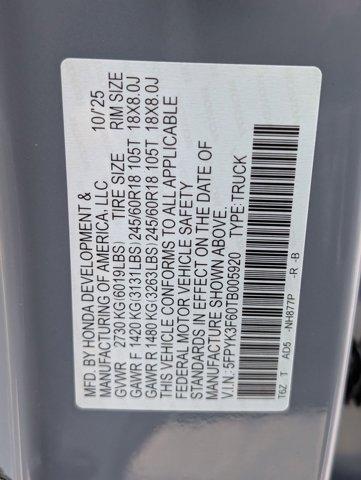 MFD. BY HONDA DEVELOPMENT & 10/'25
MANUFACTURING OF AMERICA, LLC
GVWR 2730 KG(6019LBS) TIRE SIZE RIM SIZE
GAWR F 1420 KG(3131LBS)245/60R18 105T 18X8.0J
GAWR R 1480 KG(3263LBS)245/60R18 105T 18X8.0J
THIS VEHICLE CONFORMS TO ALL APPLICABLE
FEDERAL MOTOR VEHICLE SAFETY
STANDARDS IN EFFECT ON THE DATE OF
MANUFACTURE SHOWN ABOVE.
V.I.N.:5FPYK3F60TB005920 TYPE:TRUCK
T6Z T AD5 -NH877P -R -B